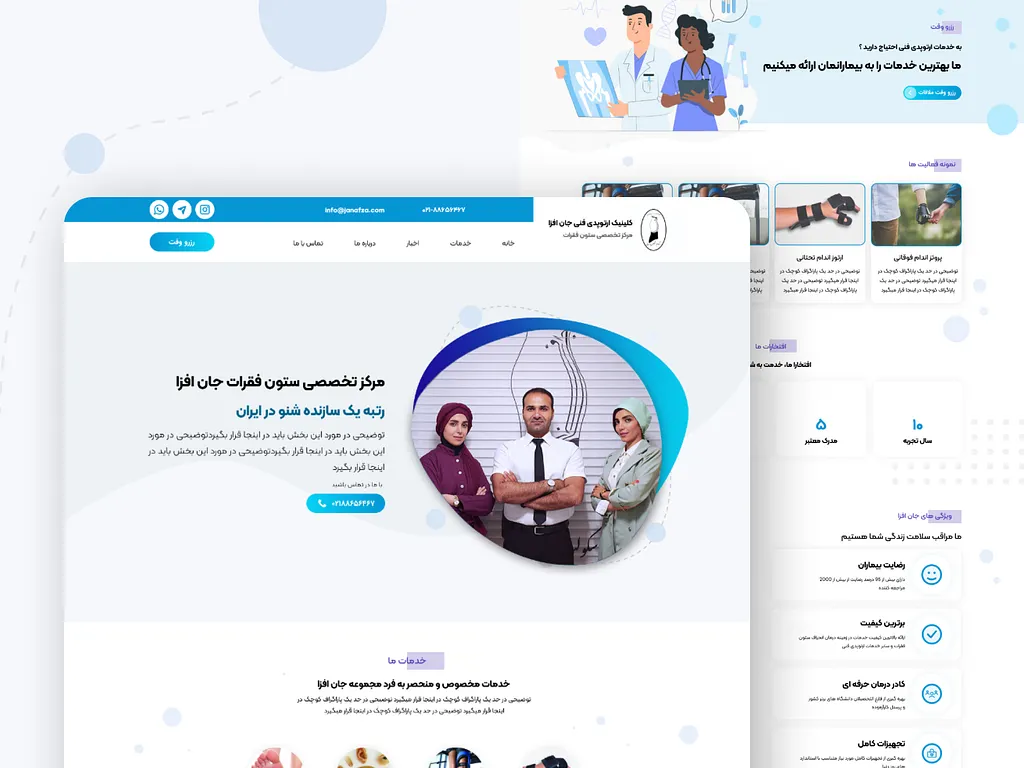 کلینیک ارتوپدی فنی جان افزا
مرکز تخصصی ستون فقرات
۰۲۱-۸۸۶۵۶۴۶۷
info@janafza.com
خانه
خدمات
اخبار
درباره ما
تماس با ما
رزرو وقت
مرکز تخصصی ستون فقرات جان افزا
رتبه یک سازنده شنو در ایران
توضیحی در مورد این بخش باید در اینجا قرار بگیردتوضیحی در مورد
این بخش باید در اینجا قرار بگیردتوضیحی در مورد این بخش باید در
اینجا قرار بگیرد
با ما در تماس باشید
۰۲۱۸۸۶۵۶۴۶۷
خدمات ما
خدمات مخصوص و منحصر به فرد مجموعه جان افزا
توضیحی در حد یک پاراگراف کوچک در اینجا قرار میگیرد توضیحی در حد یک پاراگراف کوچک در
اینجا قرار میگیرد توضیحی در حد یک پاراگراف کوچک در اینجا قرار میگیرد
رزرو وقت
به خدمات ارتوپدی فنی احتیاج دارید ؟
ما بهترین خدمات را به بیمارانمان ارائه میکنیم
رزرو وقت ملاقات
نمونه فعالیت ها
پروتز اندام فوقانی
توضیحی در حد یک پاراگراف کوچک در
اینجا قرار میگیرد توضیحی در حد یک
پاراگراف کوچک در اینجا قرار میگیرد
ارتوز اندام تحتانی
توضیحی در حد یک پاراگراف کوچک در
اینجا قرار میگیرد توضیحی در حد یک
پاراگراف کوچک در اینجا قرار میگیرد
افتخارات ما
افتخارا ما، خدمت به
۱۰
سال تجربه
۵
مدرک معتبر
ویژگی های جان افزا
ما مراقب سلامت زندگی شما هستیم
رضایت بیماران
دارای بیش از 95 درصد رضایت از بیش از 2000
مراجعه کننده
برترین کیفیت
ارائه بالاترین کیفیت خدمات در زمینه درمان انحراف ستون
فقرات و سایر خدمات ارتوپدی فنی
کادر درمان حرفه ای
بهره گیری از فارغ التحصیلان دانشگاه های برتر کشور
و پرسنل کارآزموده
تجهیزات کامل
بهره گیری از تجهیزات کامل مورد نیاز متناسب با استاندارد